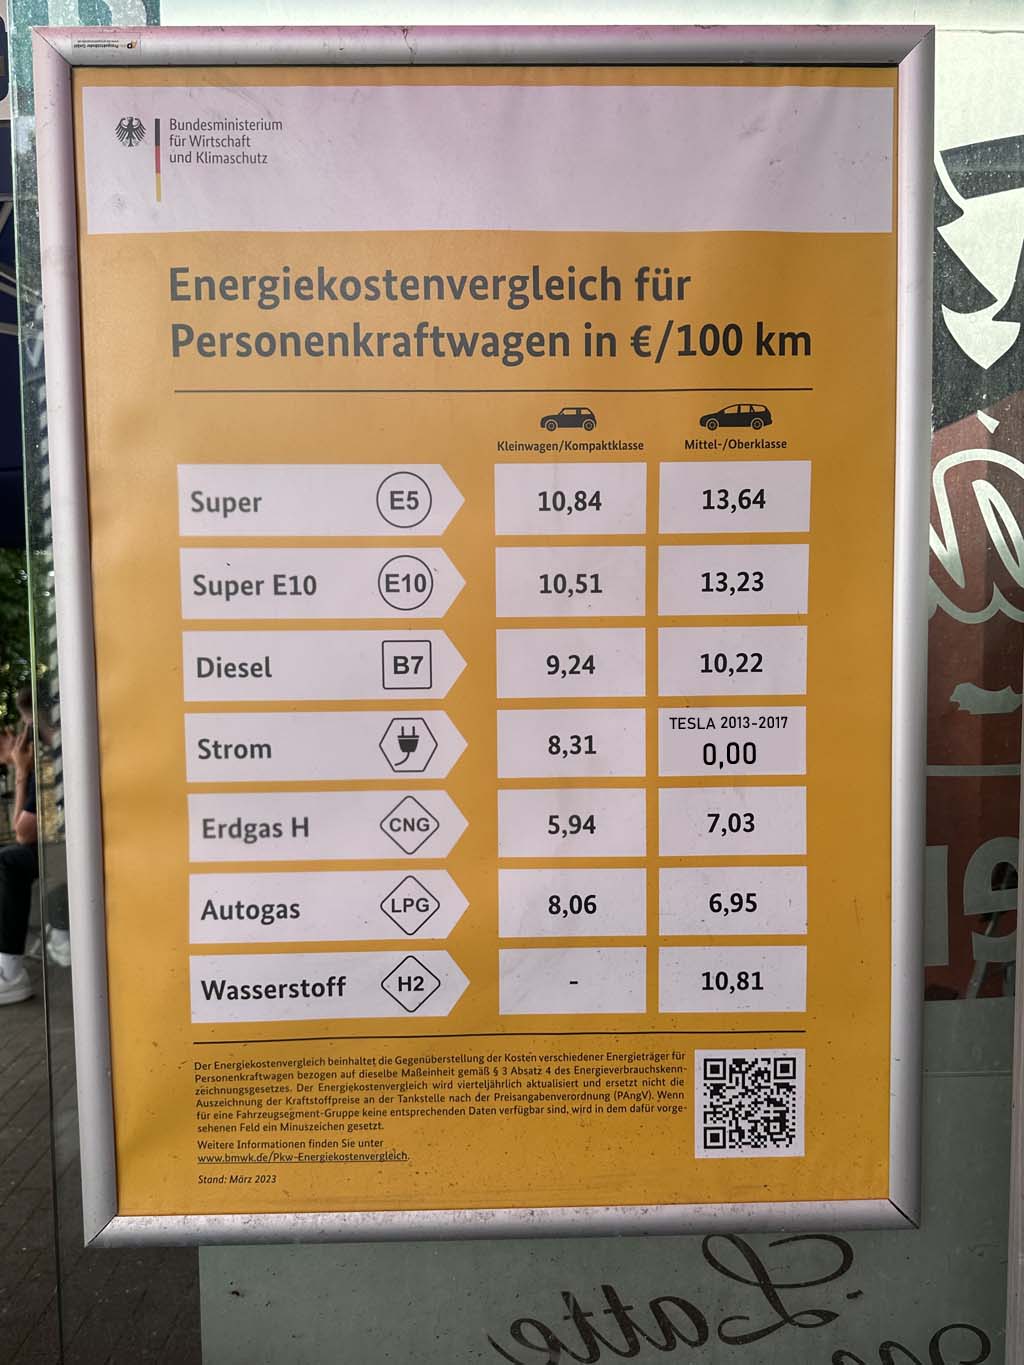 Bundesministerium
für Wirtschaft
und Klimaschutz
Energiekostenvergleich für
Personenkraftwagen in €/100 km
Kleinwagen/Kompaktklasse Mittel-/Oberklasse
Super E5 10,84 13,64
Super E10 E10 10,51 13,23
Diesel B7 9,24 10,22
TESLA 2013-2017
Strom 8,31 0,00
Erdgas H CNG 5,94 7,03
Autogas LPG 8,06 6,95
Wasserstoff H2 - 10,81
Der Energiekostenvergleich beinhaltet die Gegenüberstellung der Kosten verschiedener Energieträger für
Personenkraftwagen bezogen auf dieselbe Maßeinheit gemäß § 3 Absatz 4 des Energieverbrauchskenn-
zeichnungsgesetzes. Der Energiekostenvergleich wird vierteljährlich aktualisiert und ersetzt nicht die
Auszeichnung der Kraftstoffpreise an der Tankstelle nach der Preisangabenverordnung (PAngV). Wenn
für eine Fahrzeugsegment-Gruppe keine entsprechenden Daten verfügbar sind, wird in dem dafür vorge-
sehenen Feld ein Minuszeichen gesetzt.
Weitere Informationen finden Sie unter
www.bmwk.de/Pkw-Energiekostenvergleich.
Stand: März 2023
Latte